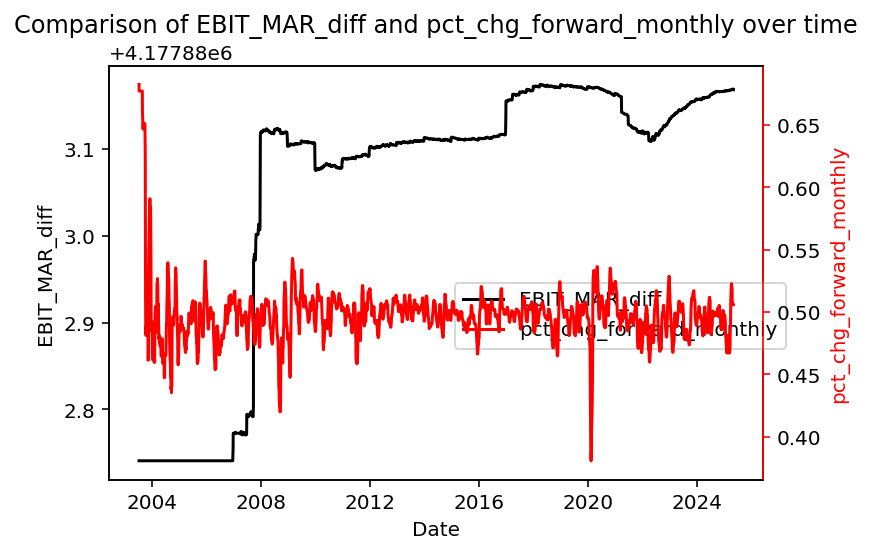 Comparison of EBIT_MAR_diff and pct_chg_forward_monthly over time
+4.17788e6
3.1
3.0
2.9
2.8
EBIT_MAR_diff
0.65
0.60
0.55
0.50
0.45
0.40
pct_chg_forward_monthly
EBIT_MAR_diff
pct_chg_forward_monthly
2004 2008 2012 2016 2020 2024
Date